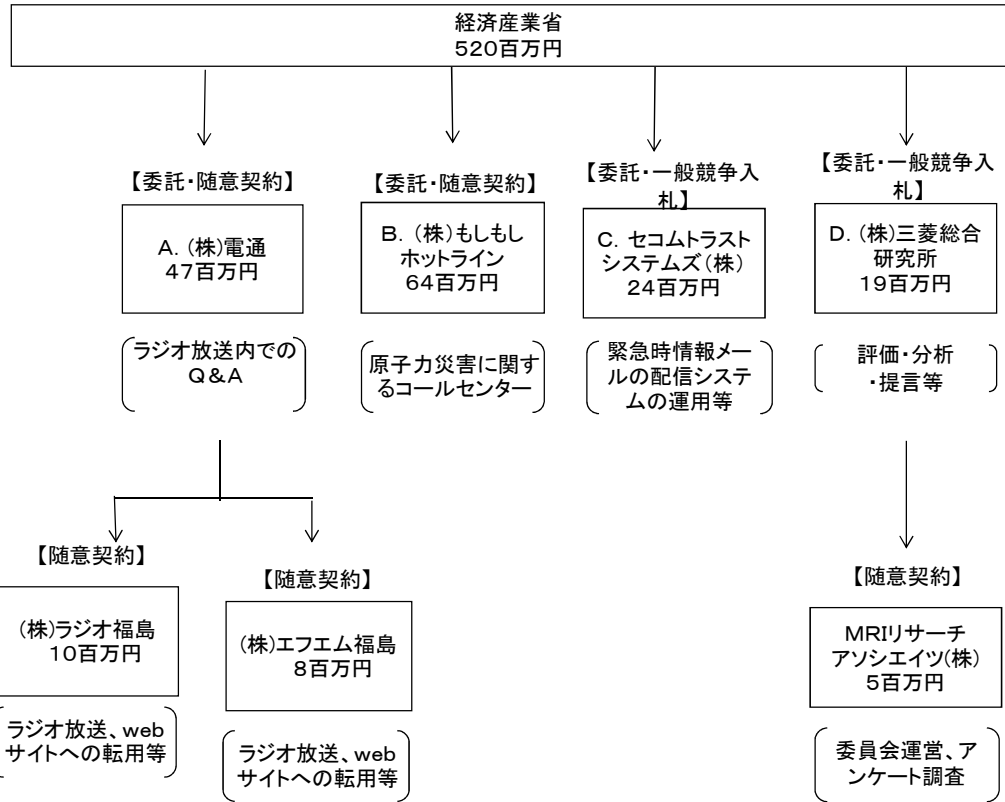 経済産業省
520百万円
【委託・随意契約】
A. (株)電通
47百万円
ラジオ放送内での
Q&A
【委託・随意契約】
B. (株)もしもし
ホットライン
64百万円
原子力災害に関す
るコールセンター
【委託・一般競争入
札】
C. セコムトラスト
システムズ(株)
24百万円
緊急時情報メー
ルの配信システ
ムの運用等
【委託・一般競争入
札】
D. (株)三菱総合
研究所
19百万円
評価・分析
・提言等
【随意契約】
(株)ラジオ福島
10百万円
ラジオ放送、web
サイトへの転用等
【随意契約】
(株)エフエム福島
8百万円
ラジオ放送、web
サイトへの転用等
【随意契約】
MRIリサーチ
アソシエイツ(株)
5百万円
委員会運営、ア
ンケート調査